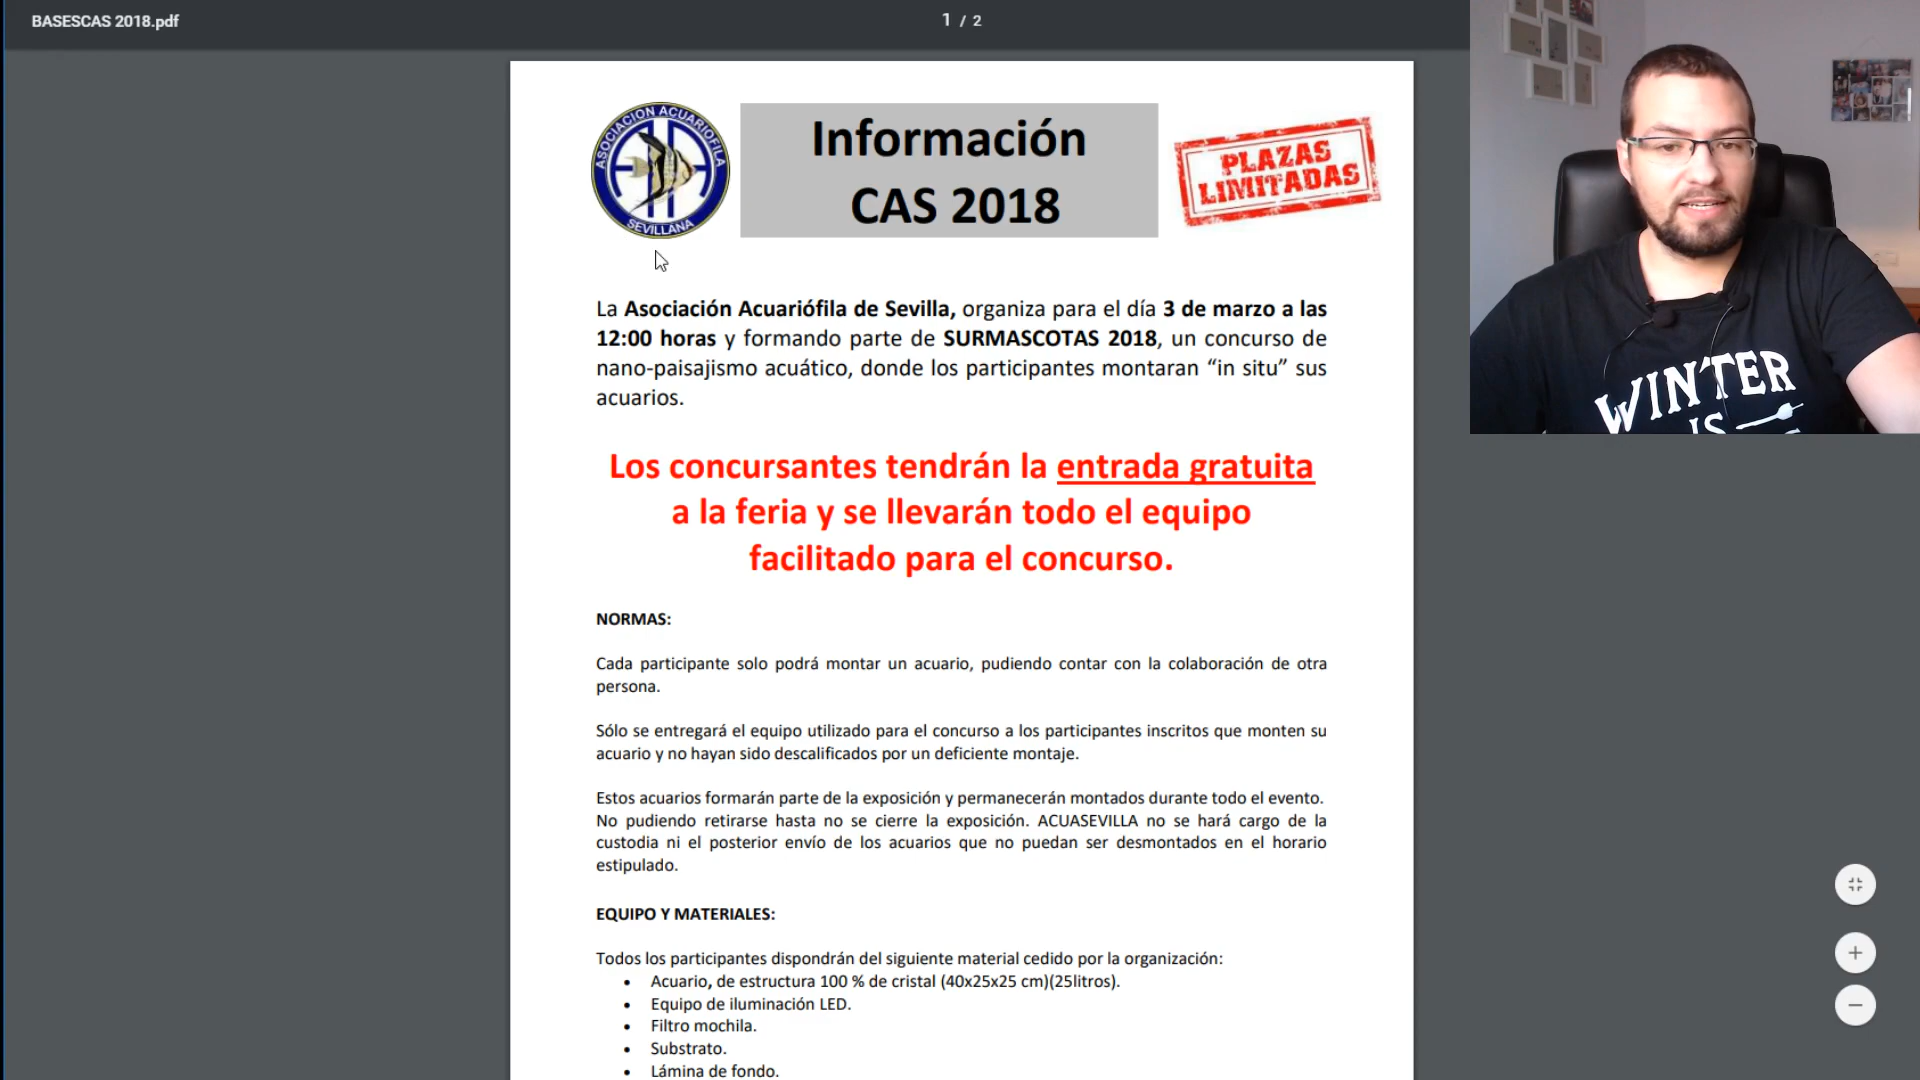 BASESCAS 2018.pdf
1 / 2
ASOCIACION ACUARIOFILA
SEVILLANA
Información
CAS 2018
PLAZAS
LIMITADAS
La Asociación Acuariófila de Sevilla, organiza para el día 3 de marzo a las
12:00 horas y formando parte de SURMASCOTAS 2018, un concurso de
nano-paisajismo acuático, donde los participantes montaran “in situ” sus
acuarios.
Los concursantes tendrán la entrada gratuita
a la feria y se llevarán todo el equipo
facilitado para el concurso.
NORMAS:
Cada participante solo podrá montar un acuario, pudiendo contar con la colaboración de otra
persona.
Sólo se entregará el equipo utilizado para el concurso a los participantes inscritos que monten su
acuario y no hayan sido descalificados por un deficiente montaje.
Estos acuarios formarán parte de la exposición y permanecerán montados durante todo el evento.
No pudiendo retirarse hasta no se cierre la exposición. ACUASEVILLA no se hará cargo de la
custodia ni el posterior envío de los acuarios que no puedan ser desmontados en el horario
estipulado.
EQUIPO Y MATERIALES:
Todos los participantes dispondrán del siguiente material cedido por la organización:
• Acuario, de estructura 100 % de cristal (40x25x25 cm)(25litros).
• Equipo de iluminación LED.
• Filtro mochila.
• Substrato.
• Lámina de fondo.
WINTER
IS